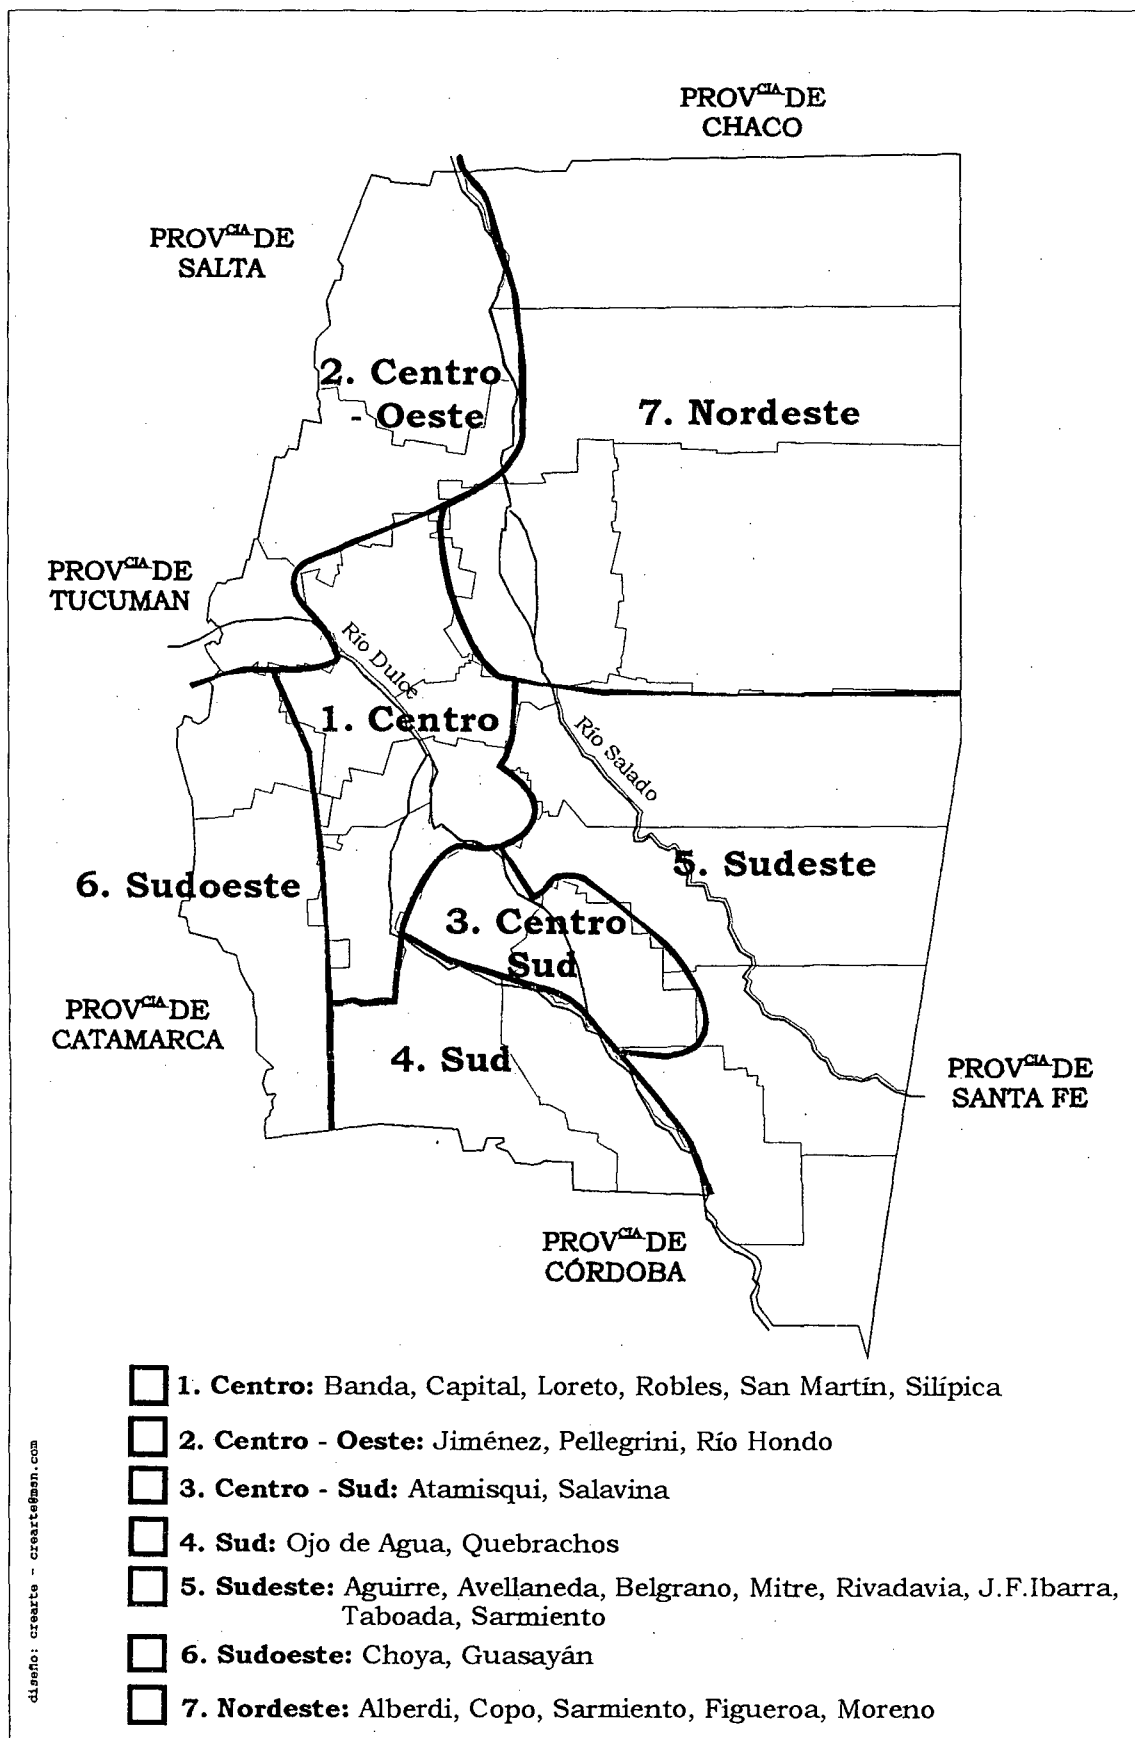 PROVCIA DE
CHACO
PROVCIA DE
SALTA
2. Centro
- Oeste
7. Nordeste
PROVCIA DE
TUCUMAN
Río Dulce
1. Centro
Río Salado
5. Sudeste
6. Sudoeste
3. Centro
Sud
PROVCIA DE
CATAMARCA
4. Sud
PROVCIA DE
SANTA FE
PROVCIA DE
CÓRDOBA
1. Centro: Banda, Capital, Loreto, Robles, San Martín, Silípica
2. Centro - Oeste: Jiménez, Pellegrini, Río Hondo
3. Centro - Sud: Atamisqui, Salavina
4. Sud: Ojo de Agua, Quebrachos
5. Sudeste: Aguirre, Avellaneda, Belgrano, Mitre, Rivadavia, J.F.Ibarra,
Taboada, Sarmiento
6. Sudoeste: Choya, Guasayán
7. Nordeste: Alberdi, Copo, Sarmiento, Figueroa, Moreno
diseño: crearte - crearte@msn.com